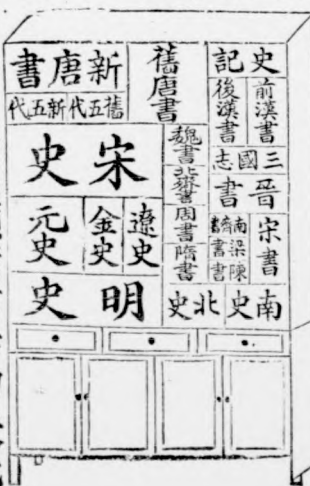 史記
前漢書
後漢書
三國志
晉書
宋書
南齊書
梁書
陳書
南史
北史
魏書
北齊書
周書
隋書
舊唐書
新唐書
舊五代
新五代
宋史
遼史
金史
元史
明史